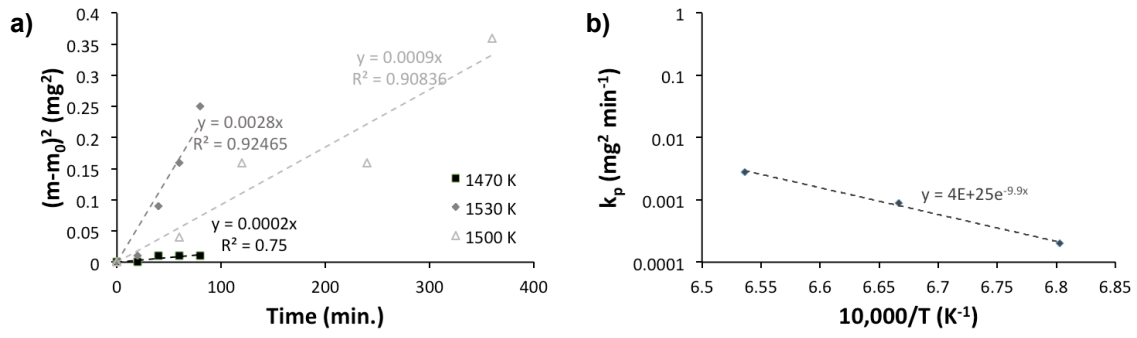 a)
(m-m₀)² (mg²)
0.4
0.35
0.3
0.25
0.2
0.15
0.1
0.05
0
y = 0.0009x
R² = 0.90836
y = 0.0028x
R² = 0.92465
y = 0.0002x
R² = 0.75
1470 K
1530 K
1500 K
0 100 200 300 400
Time (min.)
b)
kₚ (mg² min⁻¹)
1
0.1
0.01
0.001
0.0001
y = 4E+25e⁻⁹·⁹ˣ
6.5 6.55 6.6 6.65 6.7 6.75 6.8 6.85
10,000/T (K⁻¹)